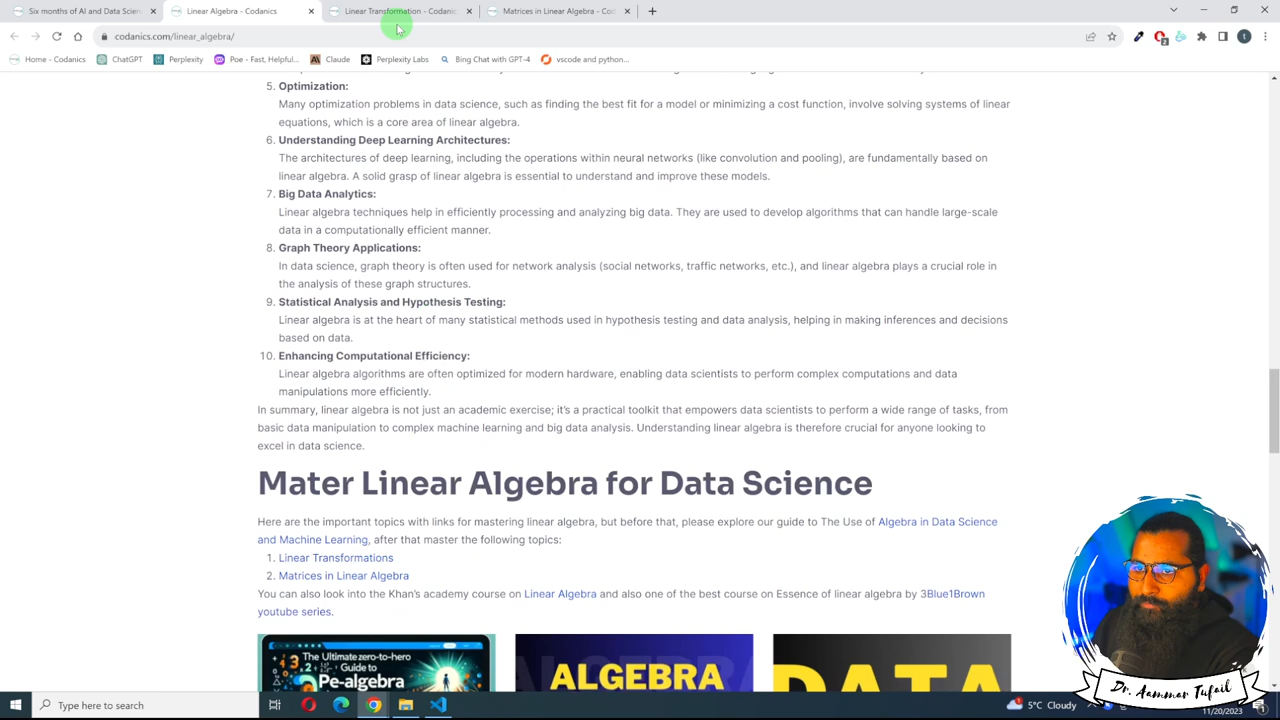 Six months of AI and Data Scien
Linear Algebra - Codanics
Linear Transformation - Codanic
Matrices in Linear Algebra - Cod
codanics.com/linear_algebra/
Home - Codanics
ChatGPT
Perplexity
Poe - Fast, Helpful...
Claude
Perplexity Labs
Bing Chat with GPT-4
vscode and python...
5. Optimization:
Many optimization problems in data science, such as finding the best fit for a model or minimizing a cost function, involve solving systems of linear
equations, which is a core area of linear algebra.
6. Understanding Deep Learning Architectures:
The architectures of deep learning, including the operations within neural networks (like convolution and pooling), are fundamentally based on
linear algebra. A solid grasp of linear algebra is essential to understand and improve these models.
7. Big Data Analytics:
Linear algebra techniques help in efficiently processing and analyzing big data. They are used to develop algorithms that can handle large-scale
data in a computationally efficient manner.
8. Graph Theory Applications:
In data science, graph theory is often used for network analysis (social networks, traffic networks, etc.), and linear algebra plays a crucial role in
the analysis of these graph structures.
9. Statistical Analysis and Hypothesis Testing:
Linear algebra is at the heart of many statistical methods used in hypothesis testing and data analysis, helping in making inferences and decisions
based on data.
10. Enhancing Computational Efficiency:
Linear algebra algorithms are often optimized for modern hardware, enabling data scientists to perform complex computations and data
manipulations more efficiently.
In summary, linear algebra is not just an academic exercise; it's a practical toolkit that empowers data scientists to perform a wide range of tasks, from
basic data manipulation to complex machine learning and big data analysis. Understanding linear algebra is therefore crucial for anyone looking to
excel in data science.
Mater Linear Algebra for Data Science
Here are the important topics with links for mastering linear algebra, but before that, please explore our guide to The Use of Algebra in Data Science
and Machine Learning, after that master the following topics:
1. Linear Transformations
2. Matrices in Linear Algebra
You can also look into the Khan's academy course on Linear Algebra and also one of the best course on Essence of linear algebra by 3Blue1Brown
youtube series.
The Ultimate zero-to-hero
Guide to
Pe-algebra
ALGEBRA
DATA
Dr. Aammar Tufail
Type here to search
5°C Cloudy
11/20/2023